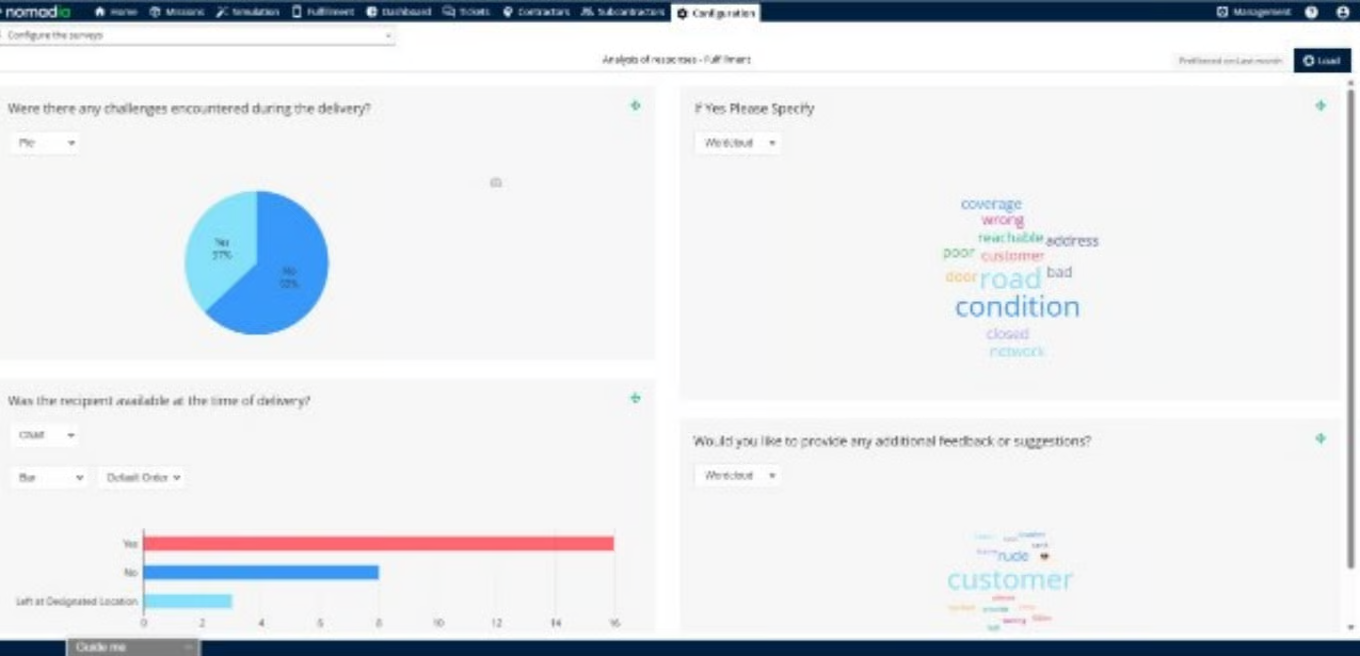 nomadia Home Missions Simulation Fulfillment Dashboard Tickets Contractors Subcontractors Configuration Management ?
Configure the surveys
Analysis of responses - Fulfillment
Load
Were there any challenges encountered during the delivery?
Pie
Yes
37%
No
If Yes Please Specify
Wordcloud
coverage
wrong
reachable address
poor customer
door road bad
condition
closed
network
Was the recipient available at the time of delivery?
Chart
Bar Default Order
Yes
No
Left at Designated Location
0 2 4 6 8 10 12 14 16
Would you like to provide any additional feedback or suggestions?
Wordcloud
rude
customer
Guide me